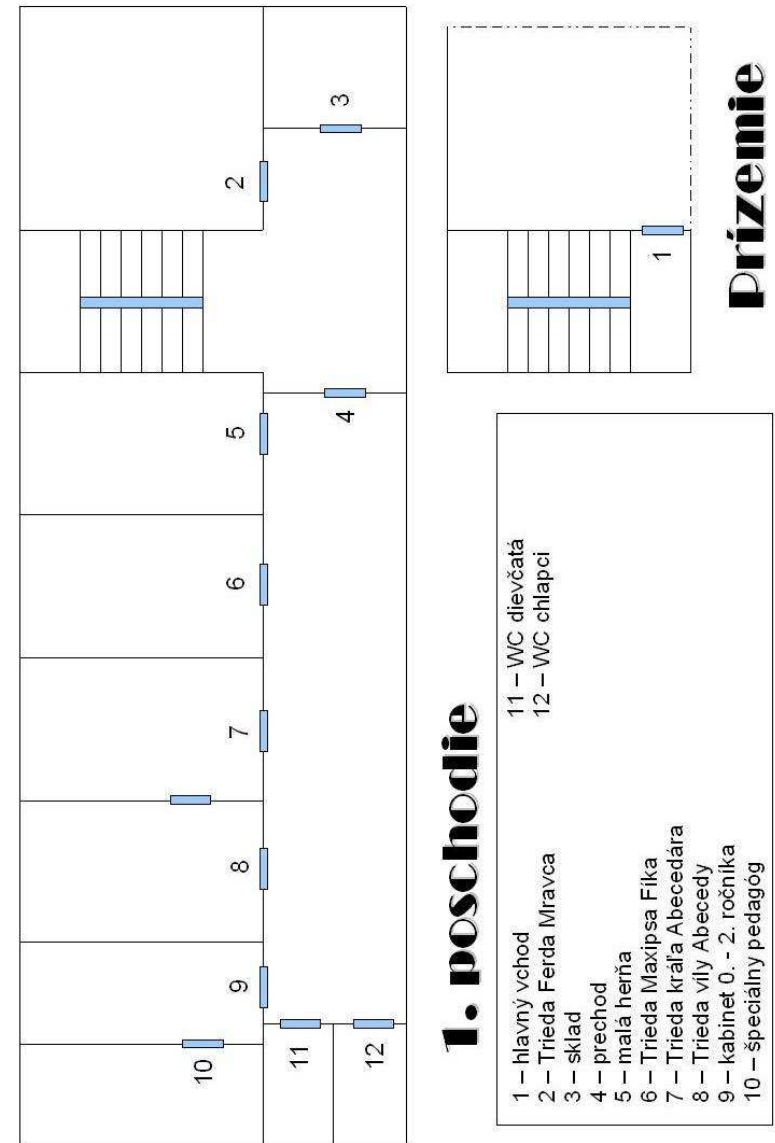 10
9
8
7
6
5
2
3
11
12
4
1
1. poschodie
Prízemie
1 – hlavný vchod
2 – Trieda Ferda Mravca
3 – sklad
4 – prechod
5 – malá herňa
6 – Trieda Maxipsa Fíka
7 – Trieda kráľa Abecedára
8 – Trieda víly Abecedy
9 – kabinet 0. - 2. ročníka
10 – špeciálny pedagóg
11 – WC dievčatá
12 – WC chlapci